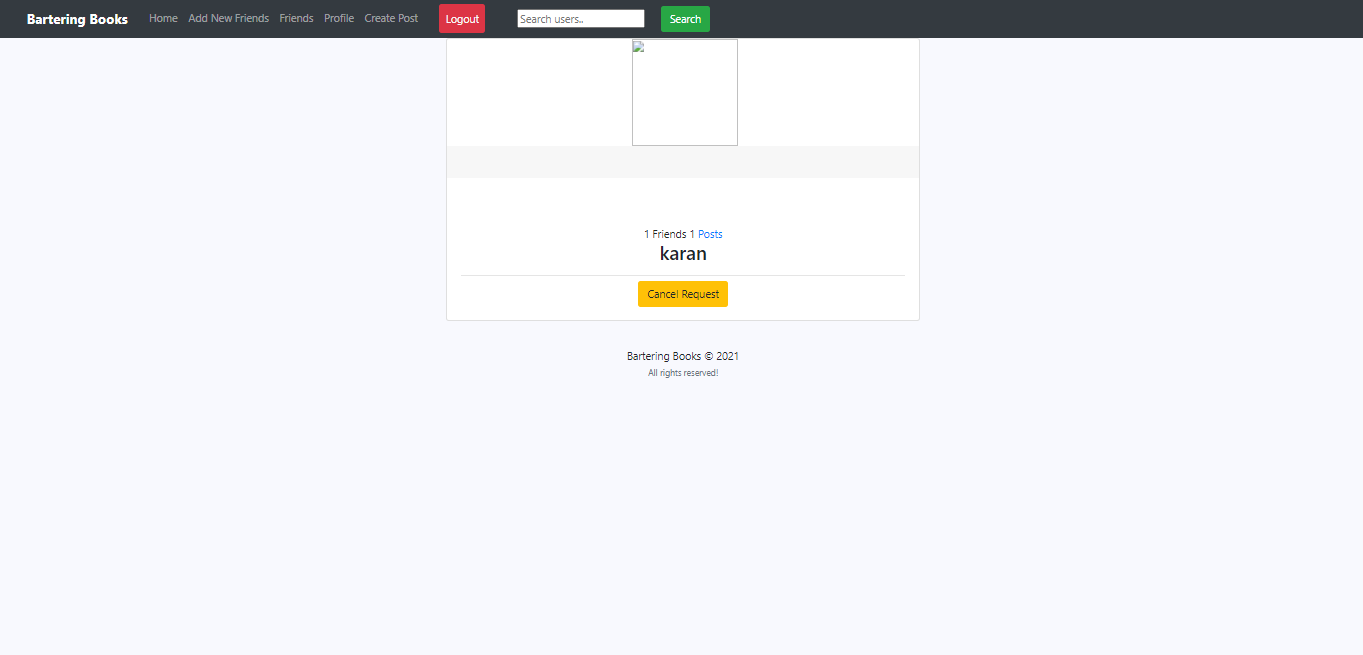 Bartering Books Home Add New Friends Friends Profile Create Post Logout Search users.. Search
1 Friends 1 Posts
karan
Cancel Request
Bartering Books © 2021
All rights reserved!